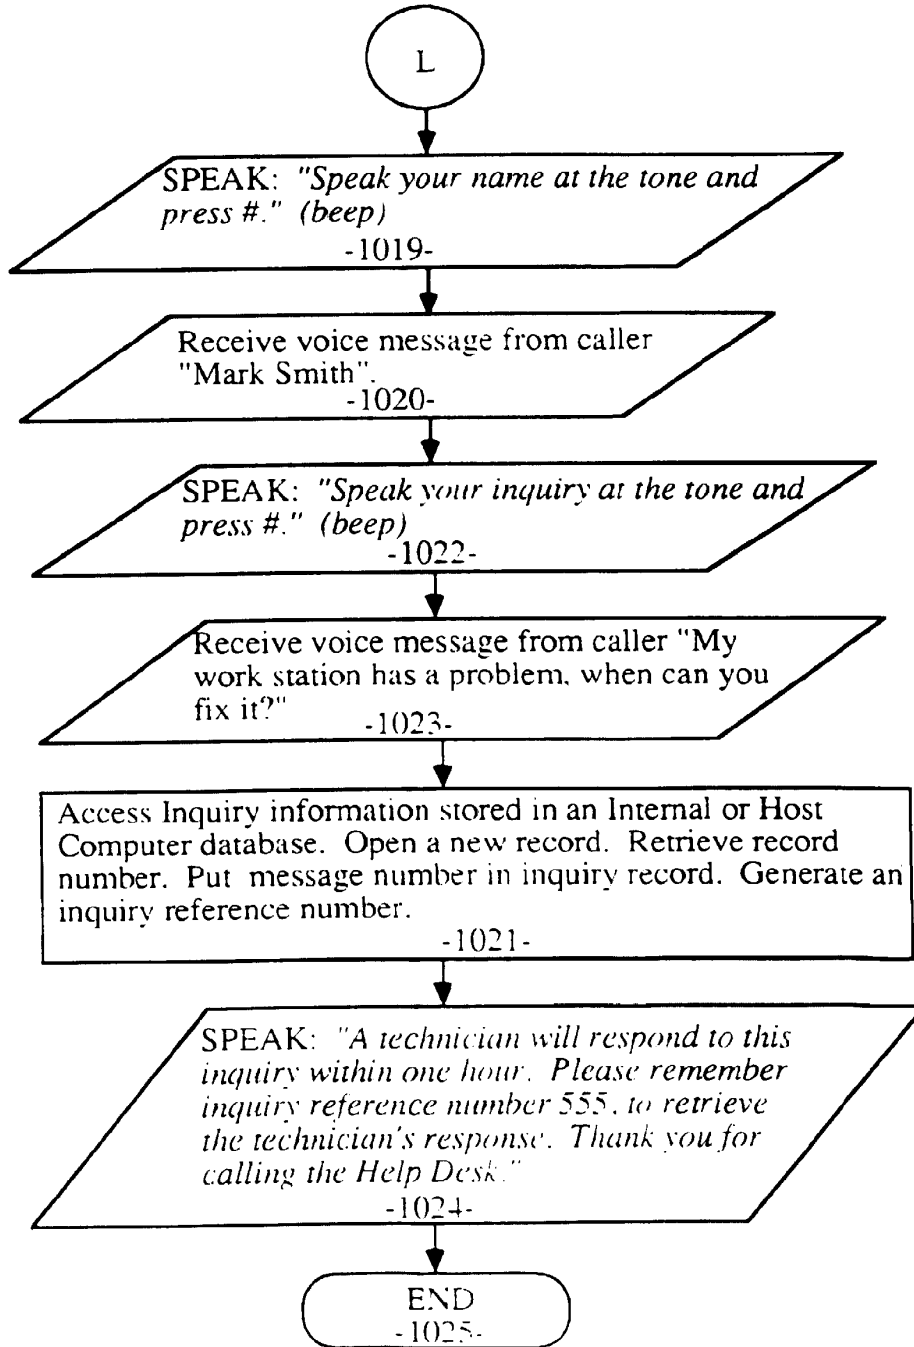 L
SPEAK: "Speak your name at the tone and
press #." (beep)
-1019-
Receive voice message from caller
"Mark Smith".
-1020-
SPEAK: "Speak your inquiry at the tone and
press #." (beep)
-1022-
Receive voice message from caller "My
work station has a problem, when can you
fix it?"
-1023-
Access Inquiry information stored in an Internal or Host
Computer database. Open a new record. Retrieve record
number. Put message number in inquiry record. Generate an
inquiry reference number.
-1021-
SPEAK: "A technician will respond to this
inquiry within one hour. Please remember
inquiry reference number 555, to retrieve
the technician's response. Thank you for
calling the Help Desk."
-1024-
END
-1025-